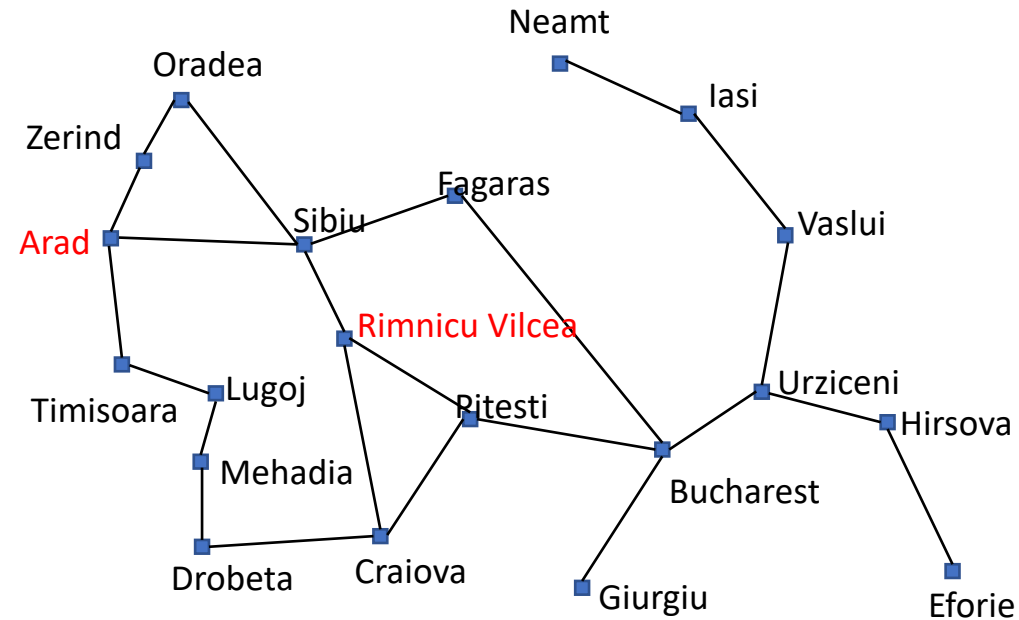 Neamt
Oradea
Iasi
Zerind
Fagaras
Sibiu
Vaslui
Arad
Rimnicu Vilcea
Urziceni
Lugoj
Timisoara
Pitesti
Hirsova
Mehadia
Bucharest
Drobeta
Craiova
Giurgiu
Eforie